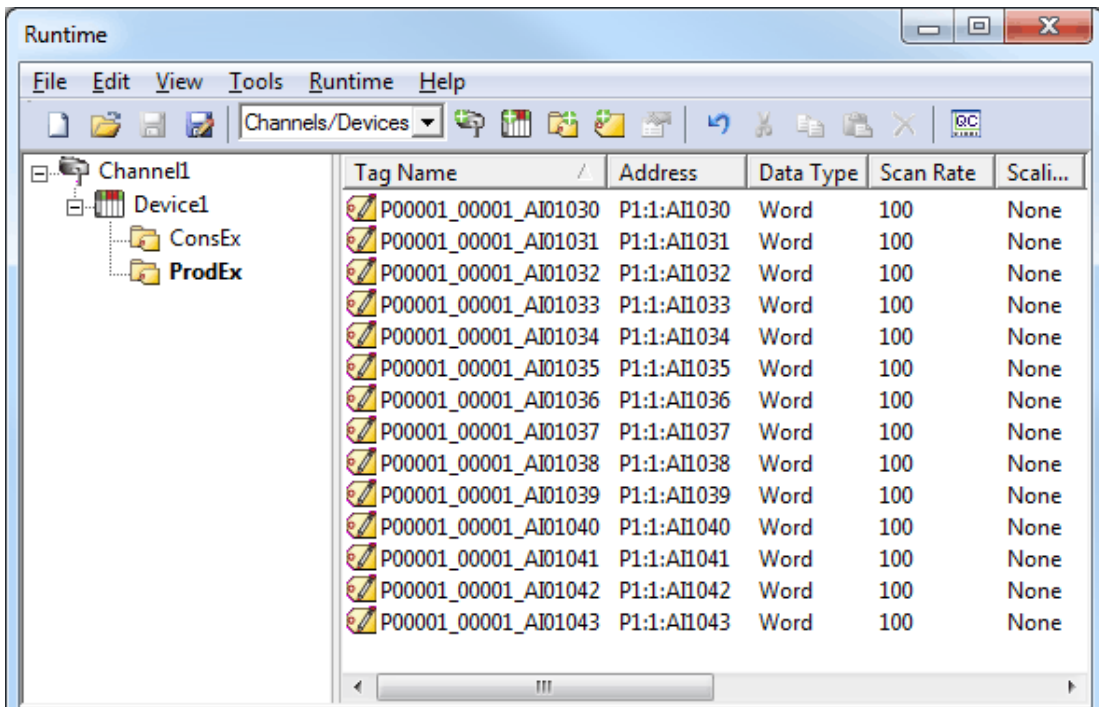 Runtime
File Edit View Tools Runtime Help
Channels/Devices QC
Channel1
Device1
ConsEx
ProdEx
Tag Name Address Data Type Scan Rate Scali...
P00001_00001_AI01030 P1:1:AI1030 Word 100 None
P00001_00001_AI01031 P1:1:AI1031 Word 100 None
P00001_00001_AI01032 P1:1:AI1032 Word 100 None
P00001_00001_AI01033 P1:1:AI1033 Word 100 None
P00001_00001_AI01034 P1:1:AI1034 Word 100 None
P00001_00001_AI01035 P1:1:AI1035 Word 100 None
P00001_00001_AI01036 P1:1:AI1036 Word 100 None
P00001_00001_AI01037 P1:1:AI1037 Word 100 None
P00001_00001_AI01038 P1:1:AI1038 Word 100 None
P00001_00001_AI01039 P1:1:AI1039 Word 100 None
P00001_00001_AI01040 P1:1:AI1040 Word 100 None
P00001_00001_AI01041 P1:1:AI1041 Word 100 None
P00001_00001_AI01042 P1:1:AI1042 Word 100 None
P00001_00001_AI01043 P1:1:AI1043 Word 100 None